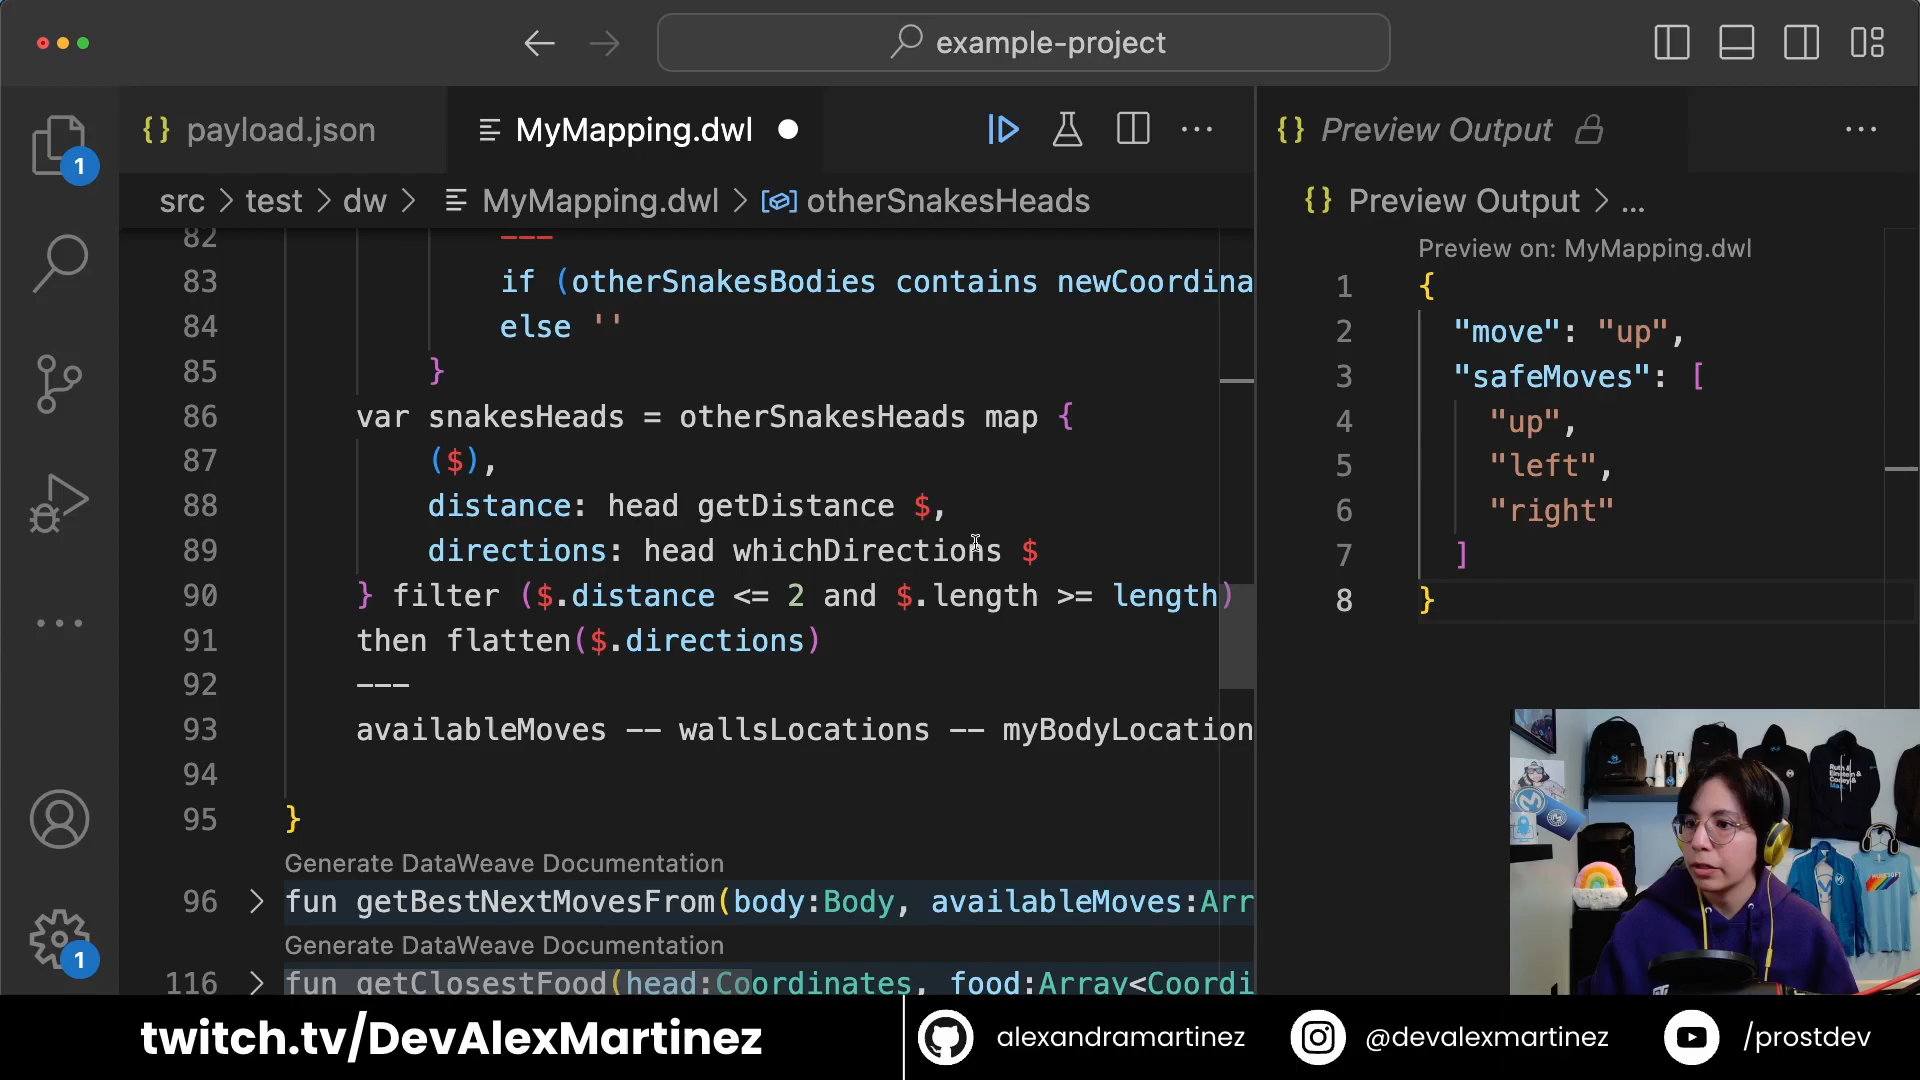 example-project
{} payload.json
MyMapping.dwl
{} Preview Output
1
src > test > dw > MyMapping.dwl > otherSnakesHeads
{} Preview Output > ...
82 ---
83 if (otherSnakesBodies contains newCoordina
84 else ''
85 }
86 var snakesHeads = otherSnakesHeads map {
87 ($),
88 distance: head getDistance $,
89 directions: head whichDirections $
90 } filter ($.distance <= 2 and $.length >= length)
91 then flatten($.directions)
92 ---
93 availableMoves -- wallsLocations -- myBodyLocation
94
95 }
Generate DataWeave Documentation
96 > fun getBestNextMovesFrom(body:Body, availableMoves:Arr
Generate DataWeave Documentation
116 > fun getClosestFood(head:Coordinates, food:Array<Coordi
1
Preview on: MyMapping.dwl
1 {
2 "move": "up",
3 "safeMoves": [
4 "up",
5 "left",
6 "right"
7 ]
8 }
twitch.tv/DevAlexMartinez
alexandramartinez
@devalexmartinez
/prostdev